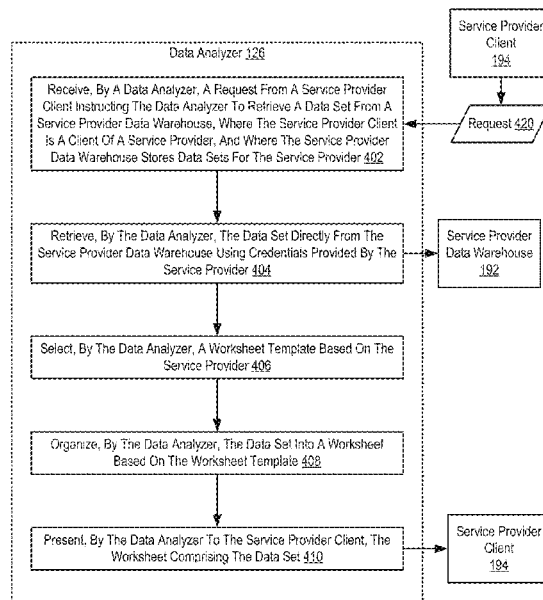 Service Provider
Client
194
Data Analyzer 126
Receive, By A Data Analyzer, A Request From A Service Provider
Client Instructing The Data Analyzer To Retrieve A Data Set From A
Service Provider Data Warehouse, Where The Service Provider Client
Is A Client Of A Service Provider, And Where The Service Provider
Data Warehouse Stores Data Sets For The Service Provider 402
Request 420
Retrieve, By The Data Analyzer, The Data Set Directly From The
Service Provider Data Warehouse Using Credentials Provided By The
Service Provider 404
Service Provider
Data Warehouse
192
Select, By The Data Analyzer, A Worksheet Template Based On The
Service Provider 406
Organize, By The Data Analyzer, The Data Set Into A Worksheet
Based On The Worksheet Template 408
Present, By The Data Analyzer To The Service Provider Client, The
Worksheet Comprising The Data Set 410
Service Provider
Client
194